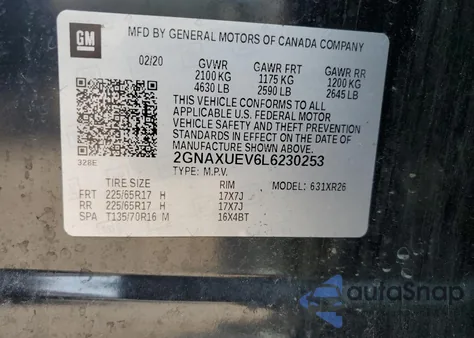 GM
MFD BY GENERAL MOTORS OF CANADA COMPANY
02/20 GVWR GAWR FRT GAWR RR
2100 KG 1175 KG 1200 KG
4630 LB 2590 LB 2645 LB
THIS VEHICLE CONFORMS TO ALL
APPLICABLE U.S. FEDERAL MOTOR
VEHICLE SAFETY AND THEFT
PREVENTION STANDARDS IN EFFECT ON
THE DATE OF MANUFACTURE SHOWN ABOVE.
328E 2GNAXUEV6L6230253
TYPE: M.P.V.
TIRE SIZE RIM MODEL: 631XR26
FRT 225/65R17 H 17X7J
RR 225/65R17 H 17X7J
SPA T135/70R16 M 16X4BT
autoSnap